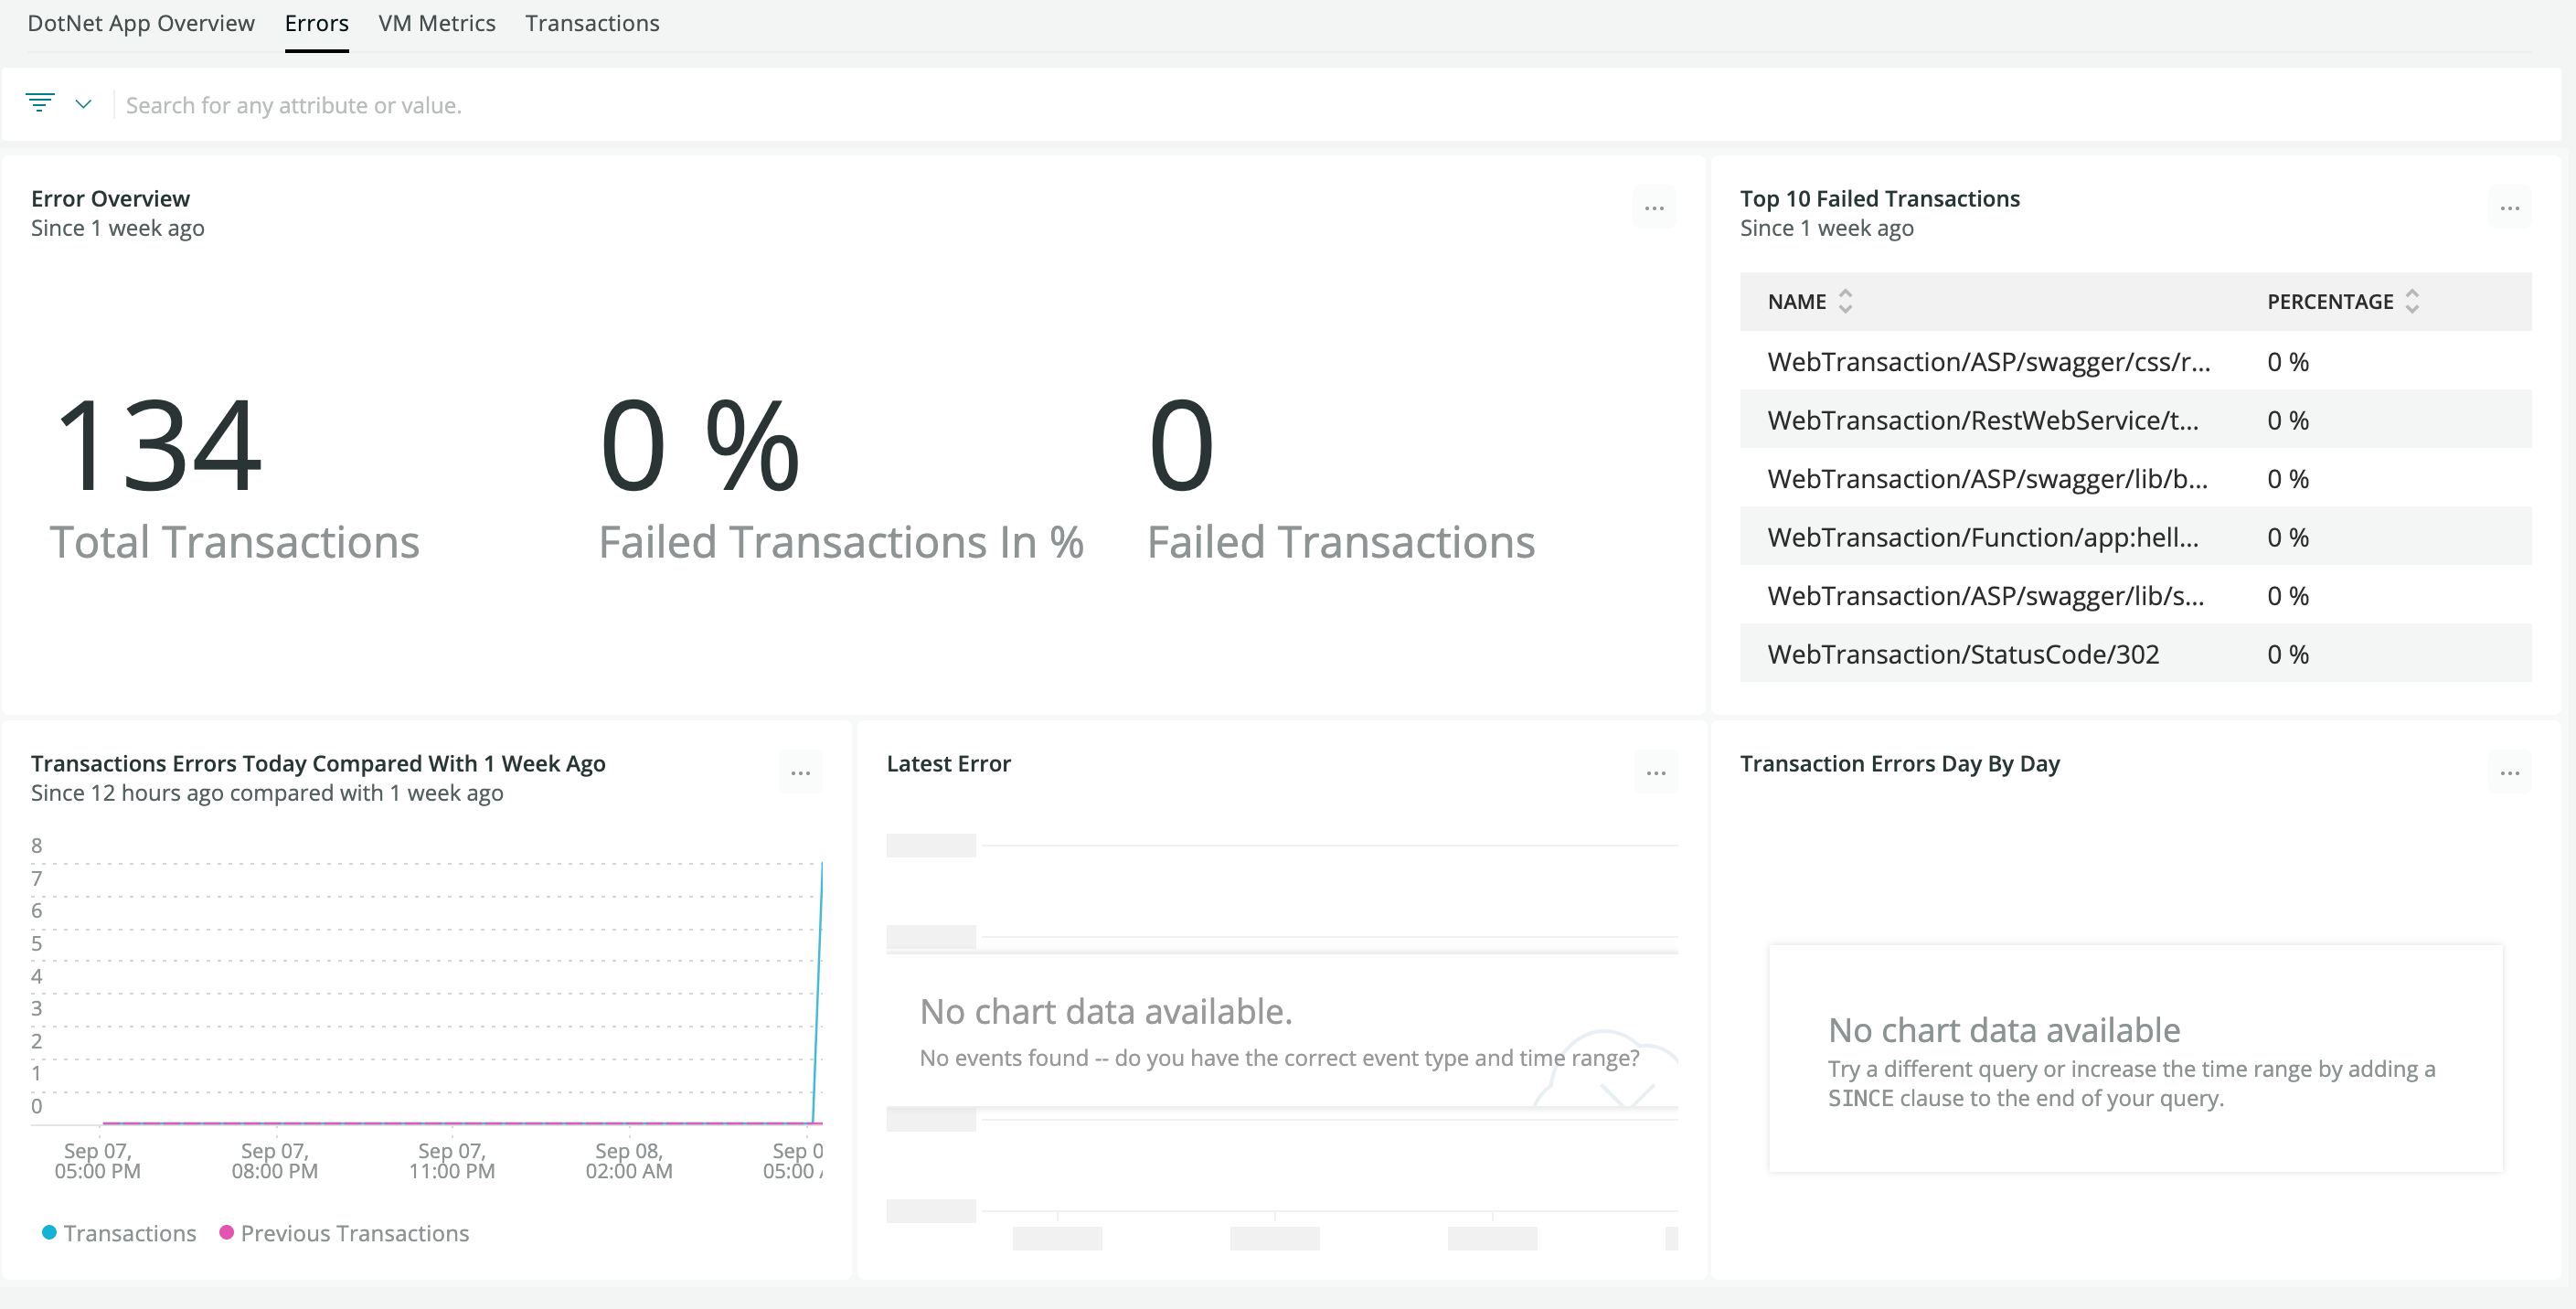 DotNet App Overview Errors VM Metrics Transactions
Search for any attribute or value.
Error Overview
Since 1 week ago
134
Total Transactions
0 %
Failed Transactions In %
0
Failed Transactions
Top 10 Failed Transactions
Since 1 week ago
NAME PERCENTAGE
WebTransaction/ASP/swagger/css/r... 0 %
WebTransaction/RestWebService/t... 0 %
WebTransaction/ASP/swagger/lib/b... 0 %
WebTransaction/Function/app:hell... 0 %
WebTransaction/ASP/swagger/lib/s... 0 %
WebTransaction/StatusCode/302 0 %
Transactions Errors Today Compared With 1 Week Ago
Since 12 hours ago compared with 1 week ago
8
7
6
5
4
3
2
1
0
Sep 07, Sep 07, Sep 07, Sep 08, Sep 0
05:00 PM 08:00 PM 11:00 PM 02:00 AM 05:00
Transactions Previous Transactions
Latest Error
No chart data available.
No events found -- do you have the correct event type and time range?
Transaction Errors Day By Day
No chart data available
Try a different query or increase the time range by adding a
SINCE clause to the end of your query.